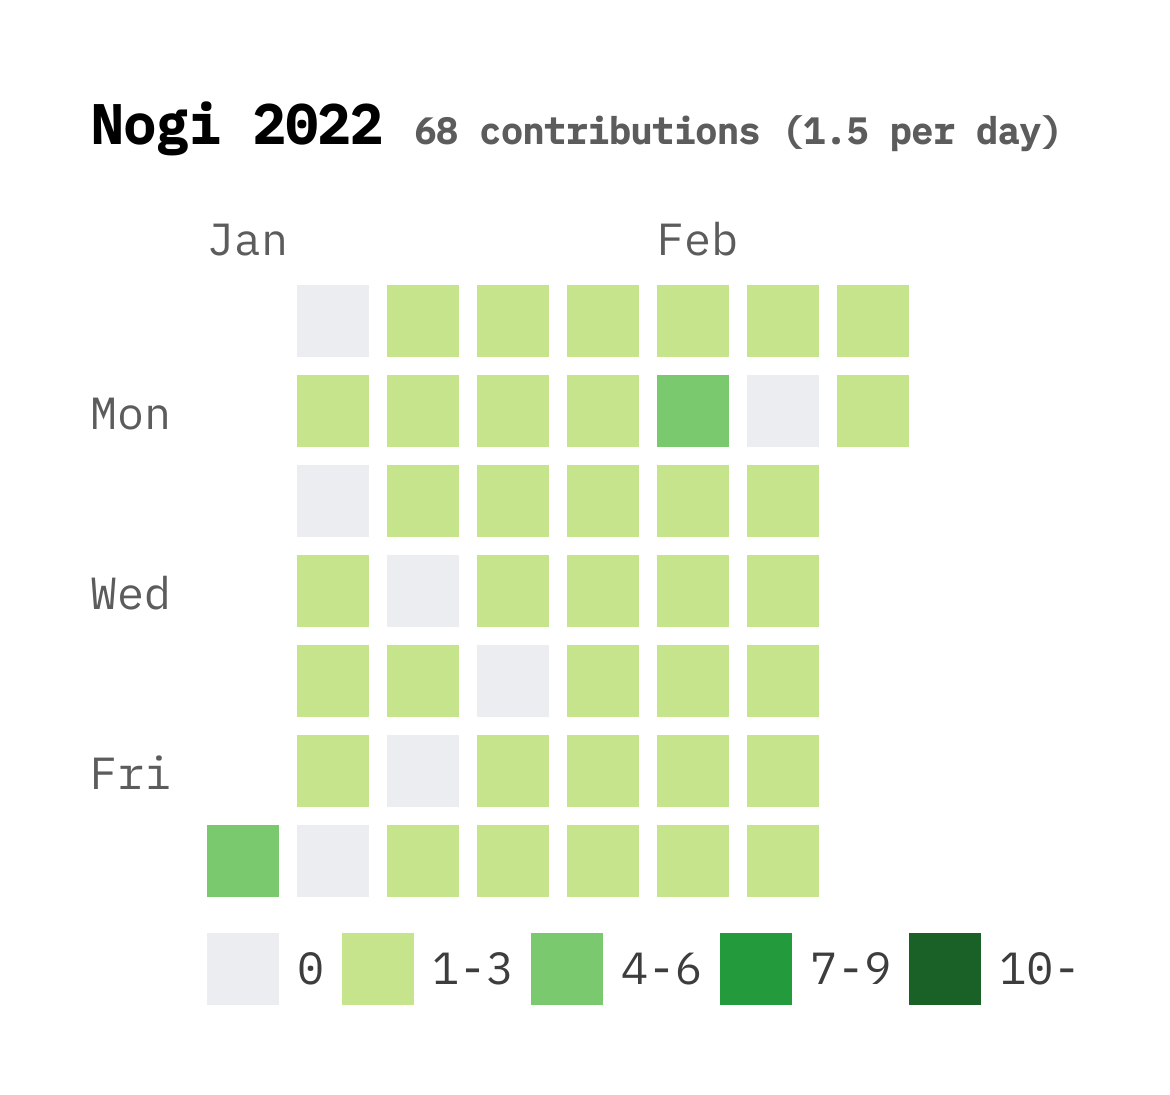 Nogi 2022 68 contributions (1.5 per day)
Jan Feb
Mon
Wed
Fri
0 1-3 4-6 7-9 10-